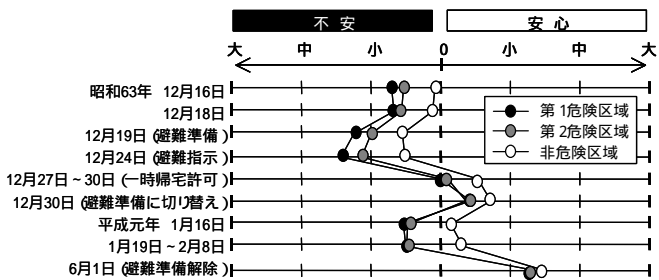 不 安 安 心
大 中 小 0 小 中 大
昭和63年 12月16日
12月18日
12月19日(避難準備)
12月24日(避難指示)
12月27日~30日(一時帰宅許可)
12月30日(避難準備に切り替え)
平成元年 1月16日
1月19日~2月8日
6月1(避難準備解除)
第1危険区域
第2危険区域
非危険区域